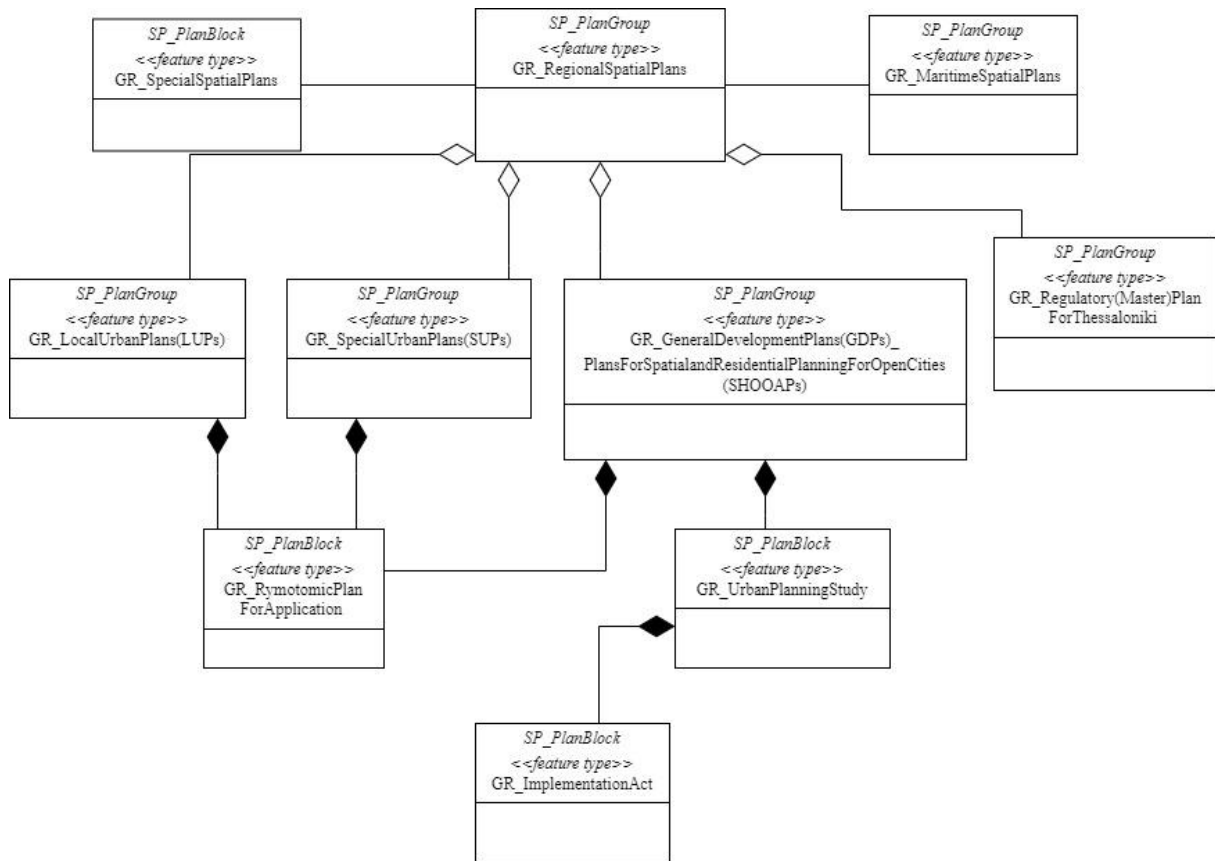 SP_PlanBlock
<<feature type>>
GR_SpecialSpatialPlans
SP_PlanGroup
<<feature type>>
GR_RegionalSpatialPlans
SP_PlanGroup
<<feature type>>
GR_MaritimeSpatialPlans
SP_PlanGroup
<<feature type>>
GR_LocalUrbanPlans(LUPs)
SP_PlanGroup
<<feature type>>
GR_SpecialUrbanPlans(SUPs)
SP_PlanGroup
<<feature type>>
GR_GeneralDevelopmentPlans(GDPs)_
PlansForSpatialandResidentialPlanningForOpenCities
(SHOOAPs)
SP_PlanGroup
<<feature type>>
GR_Regulatory(Master)Plan
ForThessaloniki
SP_PlanBlock
<<feature type>>
GR_RymotomicPlan
ForApplication
SP_PlanBlock
<<feature type>>
GR_UrbanPlanningStudy
SP_PlanBlock
<<feature type>>
GR_ImplementationAct